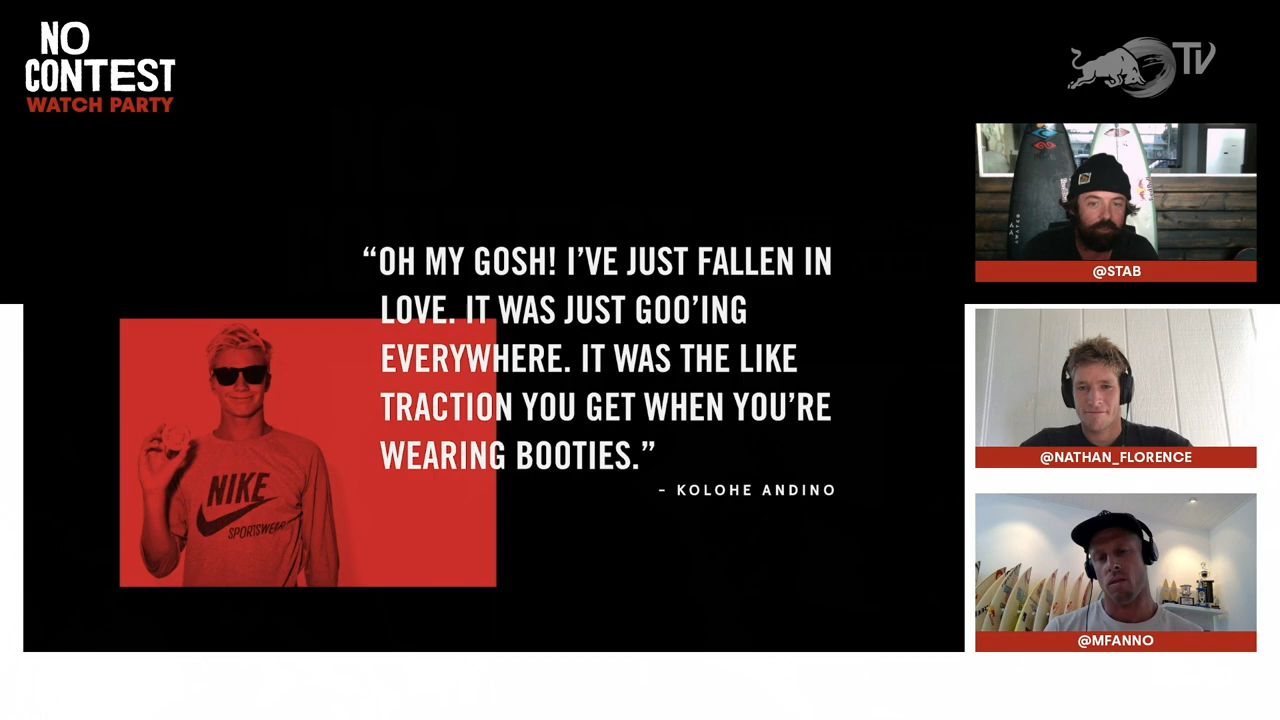 NO
CONTEST
WATCH PARTY
TV
“OH MY GOSH! I’VE JUST FALLEN IN
LOVE. IT WAS JUST GOO’ING
EVERYWHERE. IT WAS THE LIKE
TRACTION YOU GET WHEN YOU’RE
WEARING BOOTIES.”
– KOLOHE ANDINO
NIKE
SPORTSWEAR
@STAB
@NATHAN_FLORENCE
@MFANNO